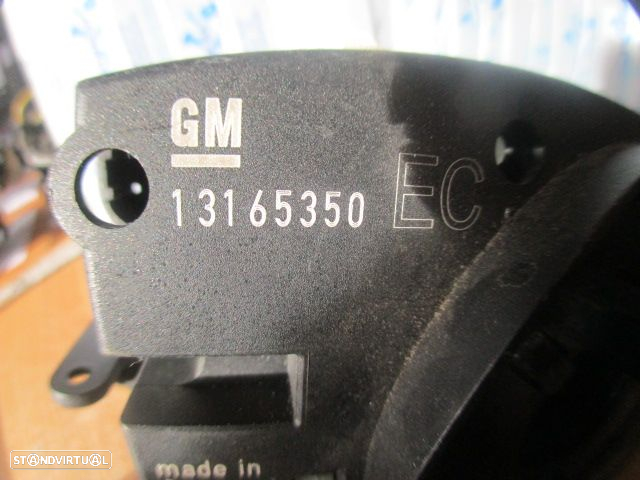 GM
13165350 EC
made in
STANDVIRTUAL